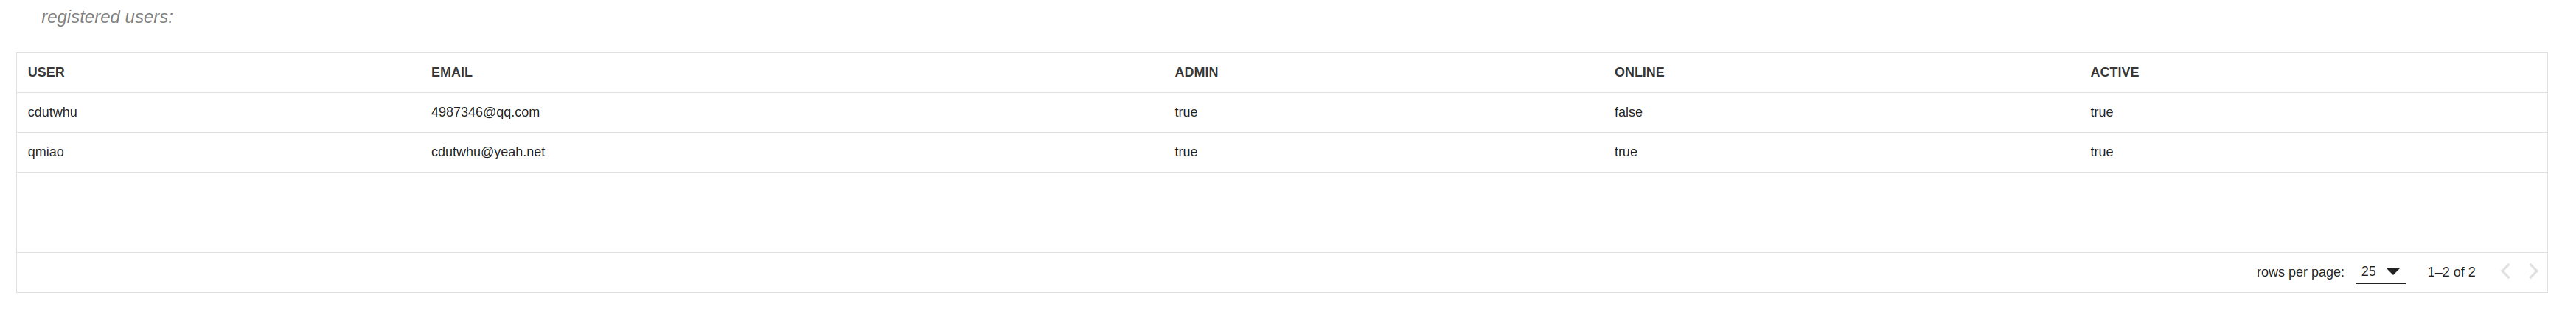 registered users:
USER EMAIL ADMIN ONLINE ACTIVE
cdutwhu 4987346@qq.com true false true
qmiao cdutwhu@yeah.net true true true
rows per page: 25 1–2 of 2